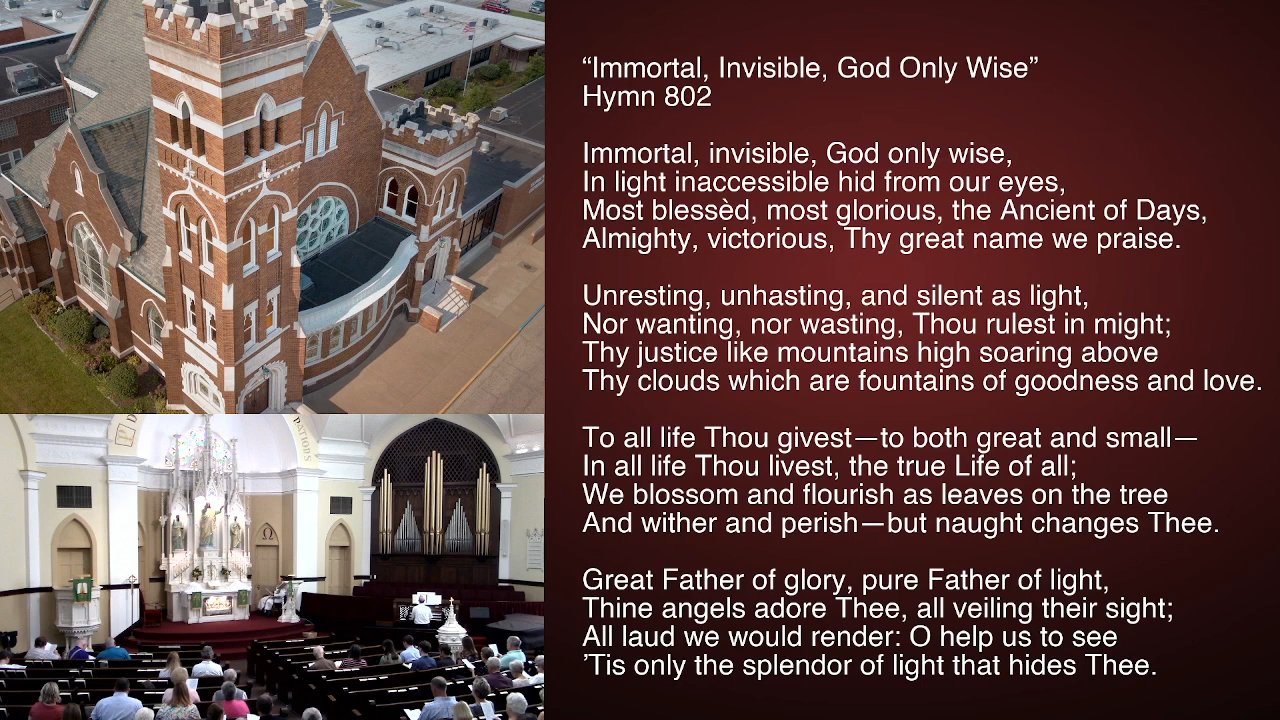 “Immortal, Invisible, God Only Wise”
Hymn 802
Immortal, invisible, God only wise,
In light inaccessible hid from our eyes,
Most blessèd, most glorious, the Ancient of Days,
Almighty, victorious, Thy great name we praise.
Unresting, unhasting, and silent as light,
Nor wanting, nor wasting, Thou rulest in might;
Thy justice like mountains high soaring above
Thy clouds which are fountains of goodness and love.
To all life Thou givest—to both great and small—
In all life Thou livest, the true Life of all;
We blossom and flourish as leaves on the tree
And wither and perish—but naught changes Thee.
Great Father of glory, pure Father of light,
Thine angels adore Thee, all veiling their sight;
All laud we would render: O help us to see
’Tis only the splendor of light that hides Thee.